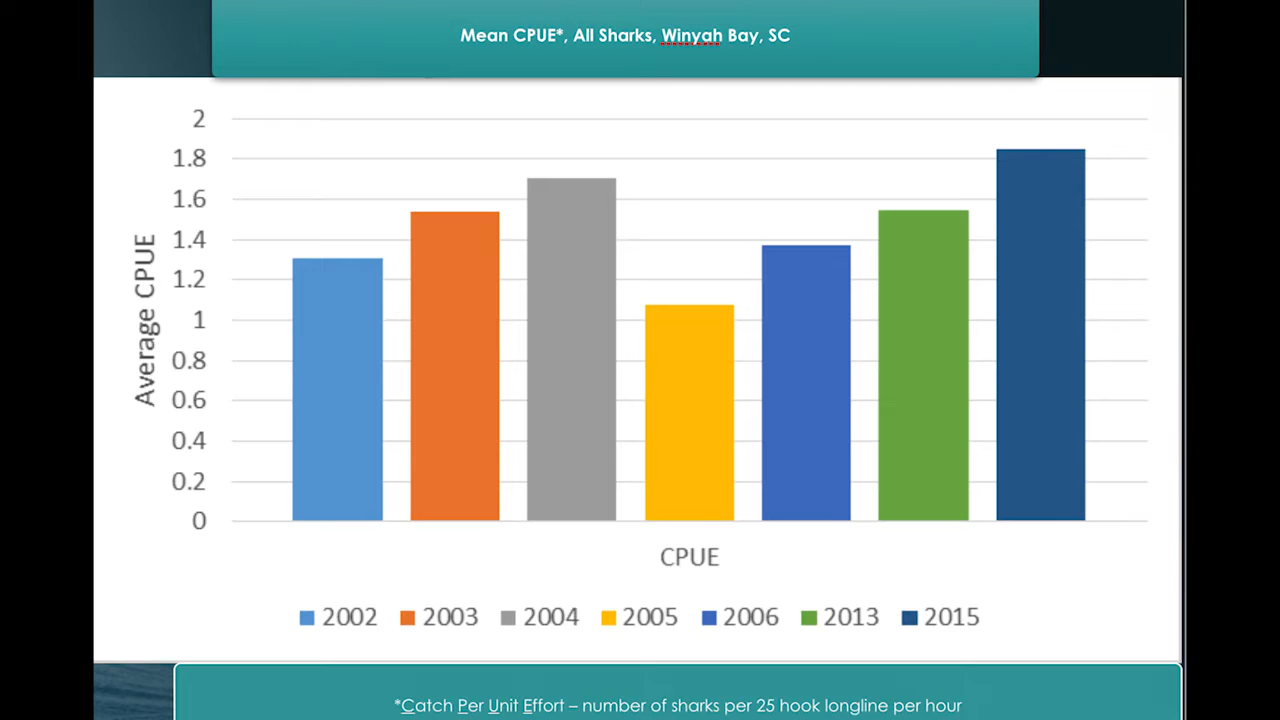 Mean CPUE*, All Sharks, Winyah Bay, SC
2
1.8
1.6
1.4
1.2
1
0.8
0.6
0.4
0.2
0
Average CPUE
CPUE
2002 2003 2004 2005 2006 2013 2015
*Catch Per Unit Effort – number of sharks per 25 hook longline per hour